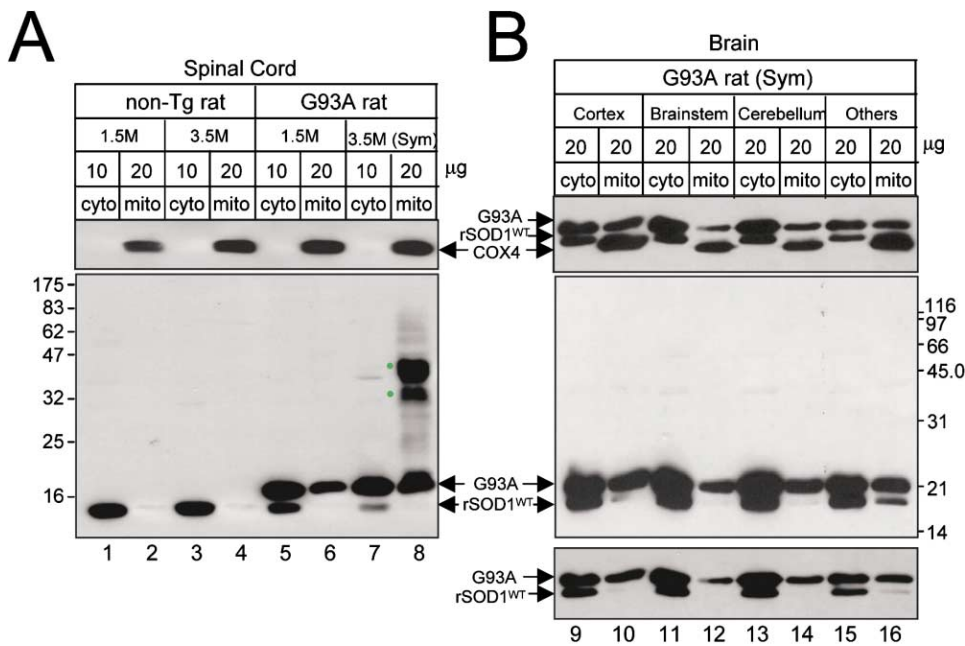 A
Spinal Cord
non-Tg rat G93A rat
1.5M 3.5M 1.5M 3.5M (Sym)
10 20 10 20 10 20 10 20 μg
cyto mito cyto mito cyto mito cyto mito
175
83
62
47
32
25
16
1 2 3 4 5 6 7 8
B
Brain
G93A rat (Sym)
Cortex Brainstem Cerebellum Others
20 20 20 20 20 20 20 20 μg
cyto mito cyto mito cyto mito cyto mito
G93A
rSOD1WT
COX4
116
97
66
45.0
31
G93A
21
rSOD1WT
14
G93A
rSOD1WT
9 10 11 12 13 14 15 16